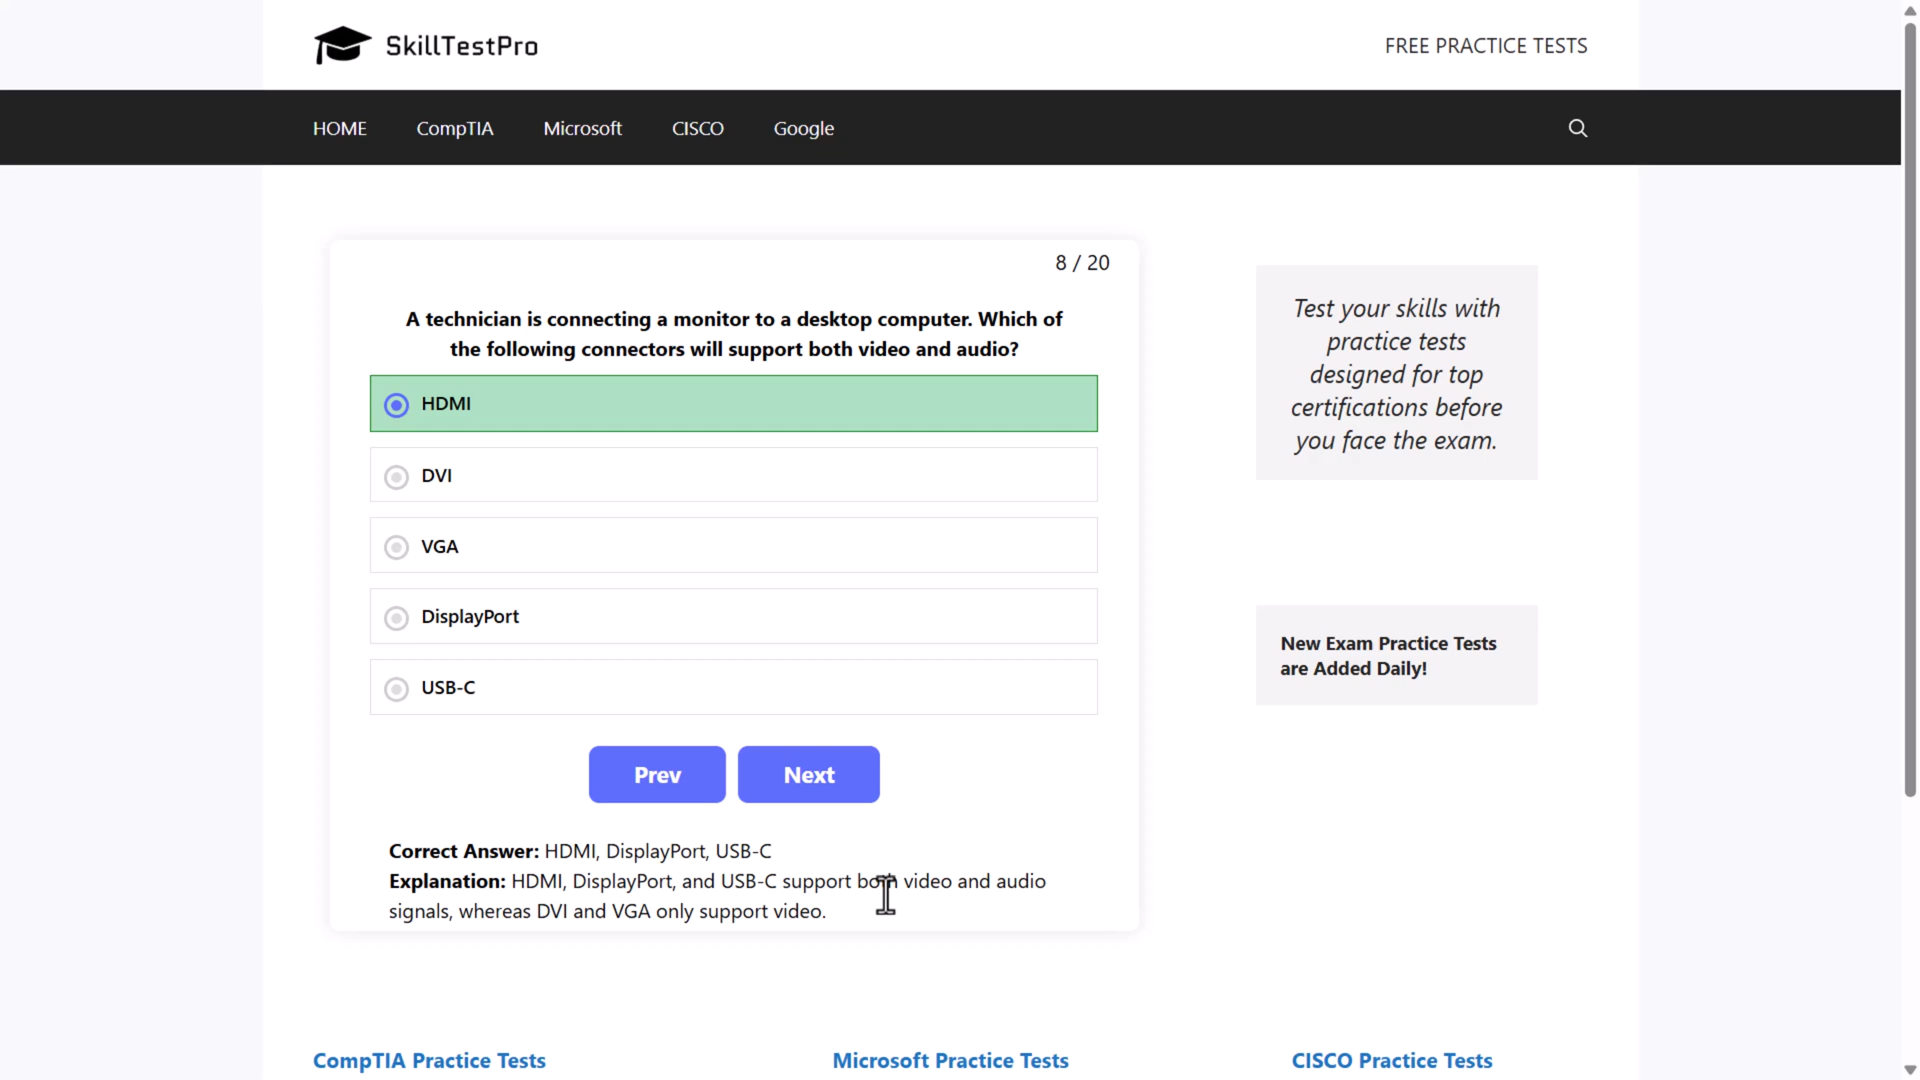 SkillTestPro
FREE PRACTICE TESTS
HOME
CompTIA
Microsoft
CISCO
Google
8 / 20
A technician is connecting a monitor to a desktop computer. Which of
the following connectors will support both video and audio?
HDMI
DVI
VGA
DisplayPort
USB-C
Prev
Next
Correct Answer: HDMI, DisplayPort, USB-C
Explanation: HDMI, DisplayPort, and USB-C support both video and audio
signals, whereas DVI and VGA only support video.
Test your skills with
practice tests
designed for top
certifications before
you face the exam.
New Exam Practice Tests
are Added Daily!
CompTIA Practice Tests
Microsoft Practice Tests
CISCO Practice Tests